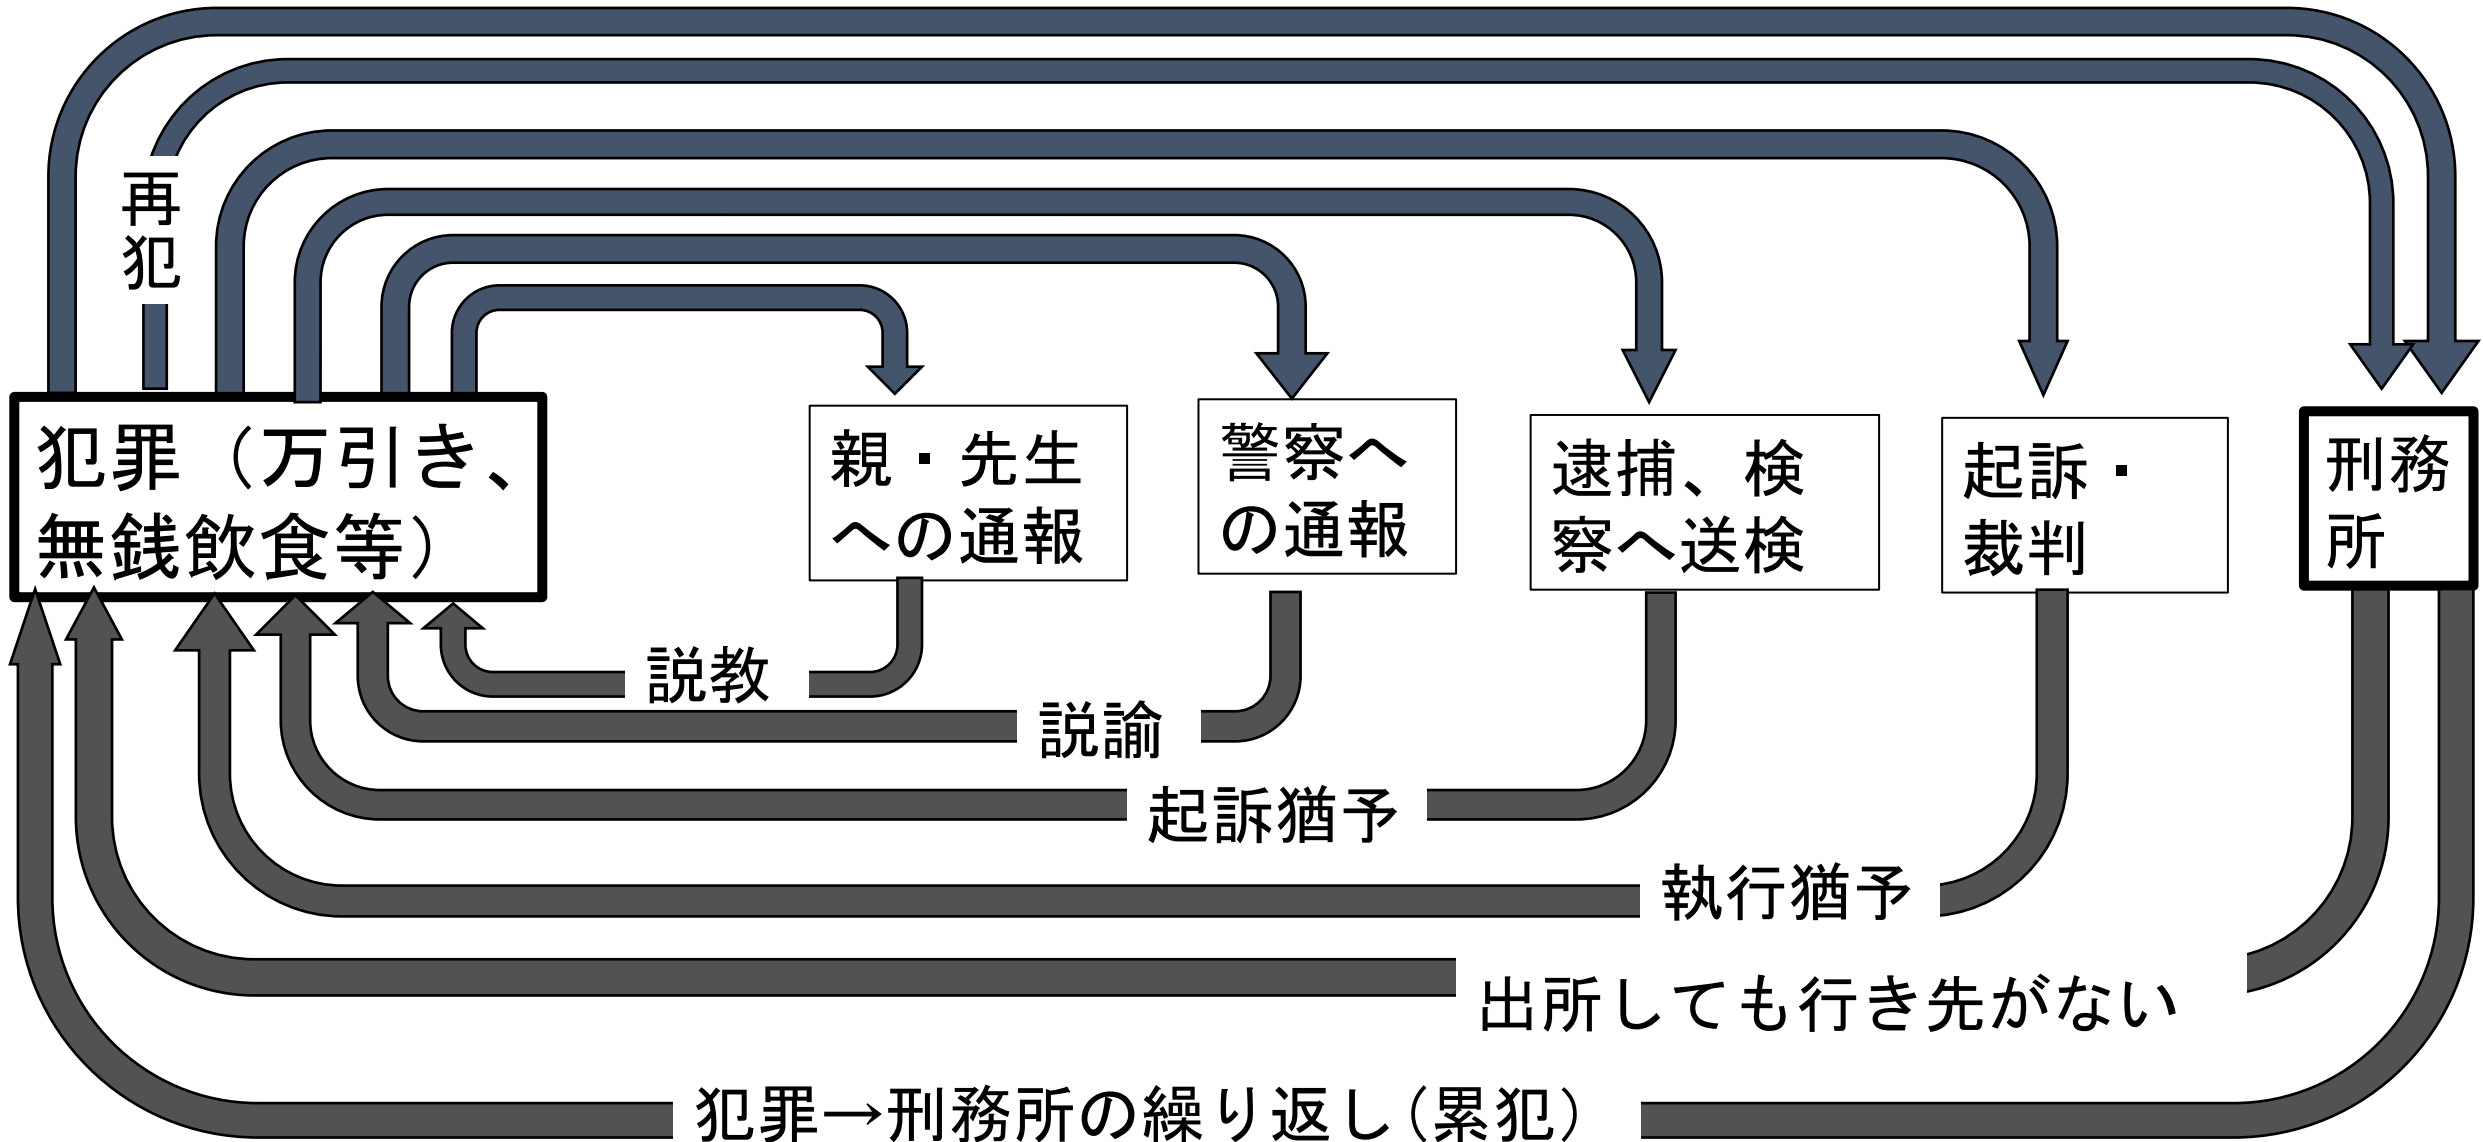 再
犯
犯罪（万引き、
無銭飲食等）
親・先生
への通報
警察へ
の通報
逮捕、検
察へ送検
起訴・
裁判
刑務
所
説教
説諭
起訴猶予
執行猶予
出所しても行き先がない
犯罪→刑務所の繰り返し（累犯）